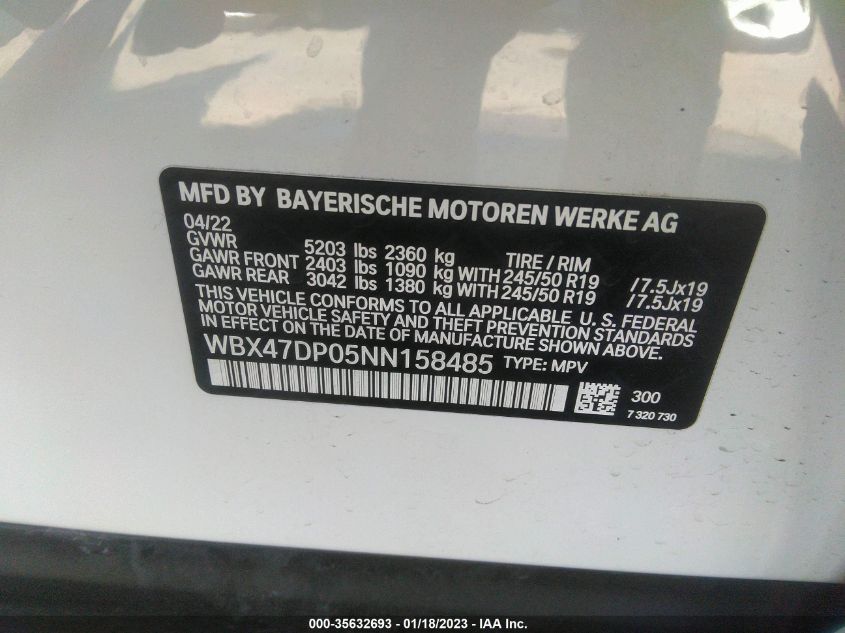 MFD BY BAYERISCHE MOTOREN WERKE AG
04/22
GVWR 5203 lbs 2360 kg TIRE / RIM
GAWR FRONT 2403 lbs 1090 kg WITH 245/50 R19 /7.5Jx19
GAWR REAR 3042 lbs 1380 kg WITH 245/50 R19 /7.5Jx19
THIS VEHICLE CONFORMS TO ALL APPLICABLE U. S. FEDERAL
MOTOR VEHICLE SAFETY AND THEFT PREVENTION STANDARDS
IN EFFECT ON THE DATE OF MANUFACTURE SHOWN ABOVE.
WBX47DP05NN158485 TYPE: MPV
300
7 320 730
000-35632693 - 01/18/2023 - IAA Inc.